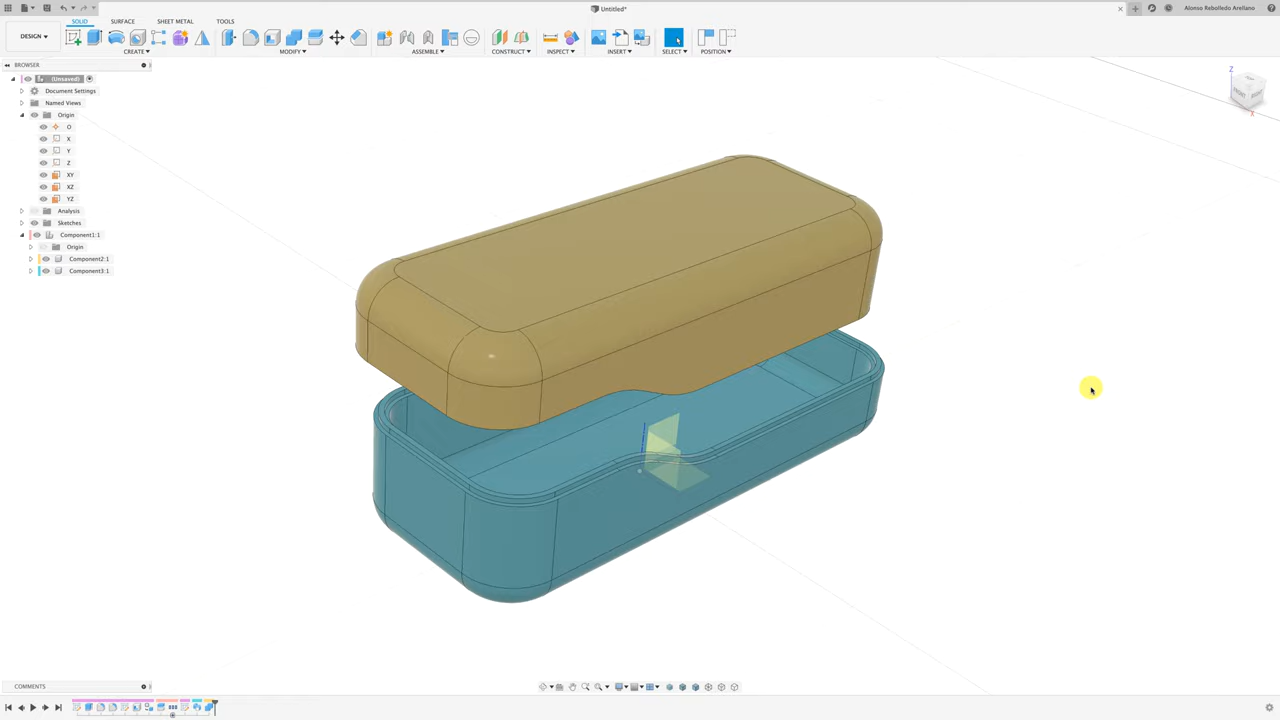 Untitled*
Alonso Rebolledo Arellano
DESIGN
SOLID
SURFACE
SHEET METAL
TOOLS
CREATE
MODIFY
ASSEMBLE
CONSTRUCT
INSPECT
INSERT
SELECT
POSITION
BROWSER
(Unsaved)
Document Settings
Named Views
Origin
O
X
Y
Z
XY
XZ
YZ
Analysis
Sketches
Component1:1
Origin
Component2:1
Component3:1
Z
FRONT
X
COMMENTS